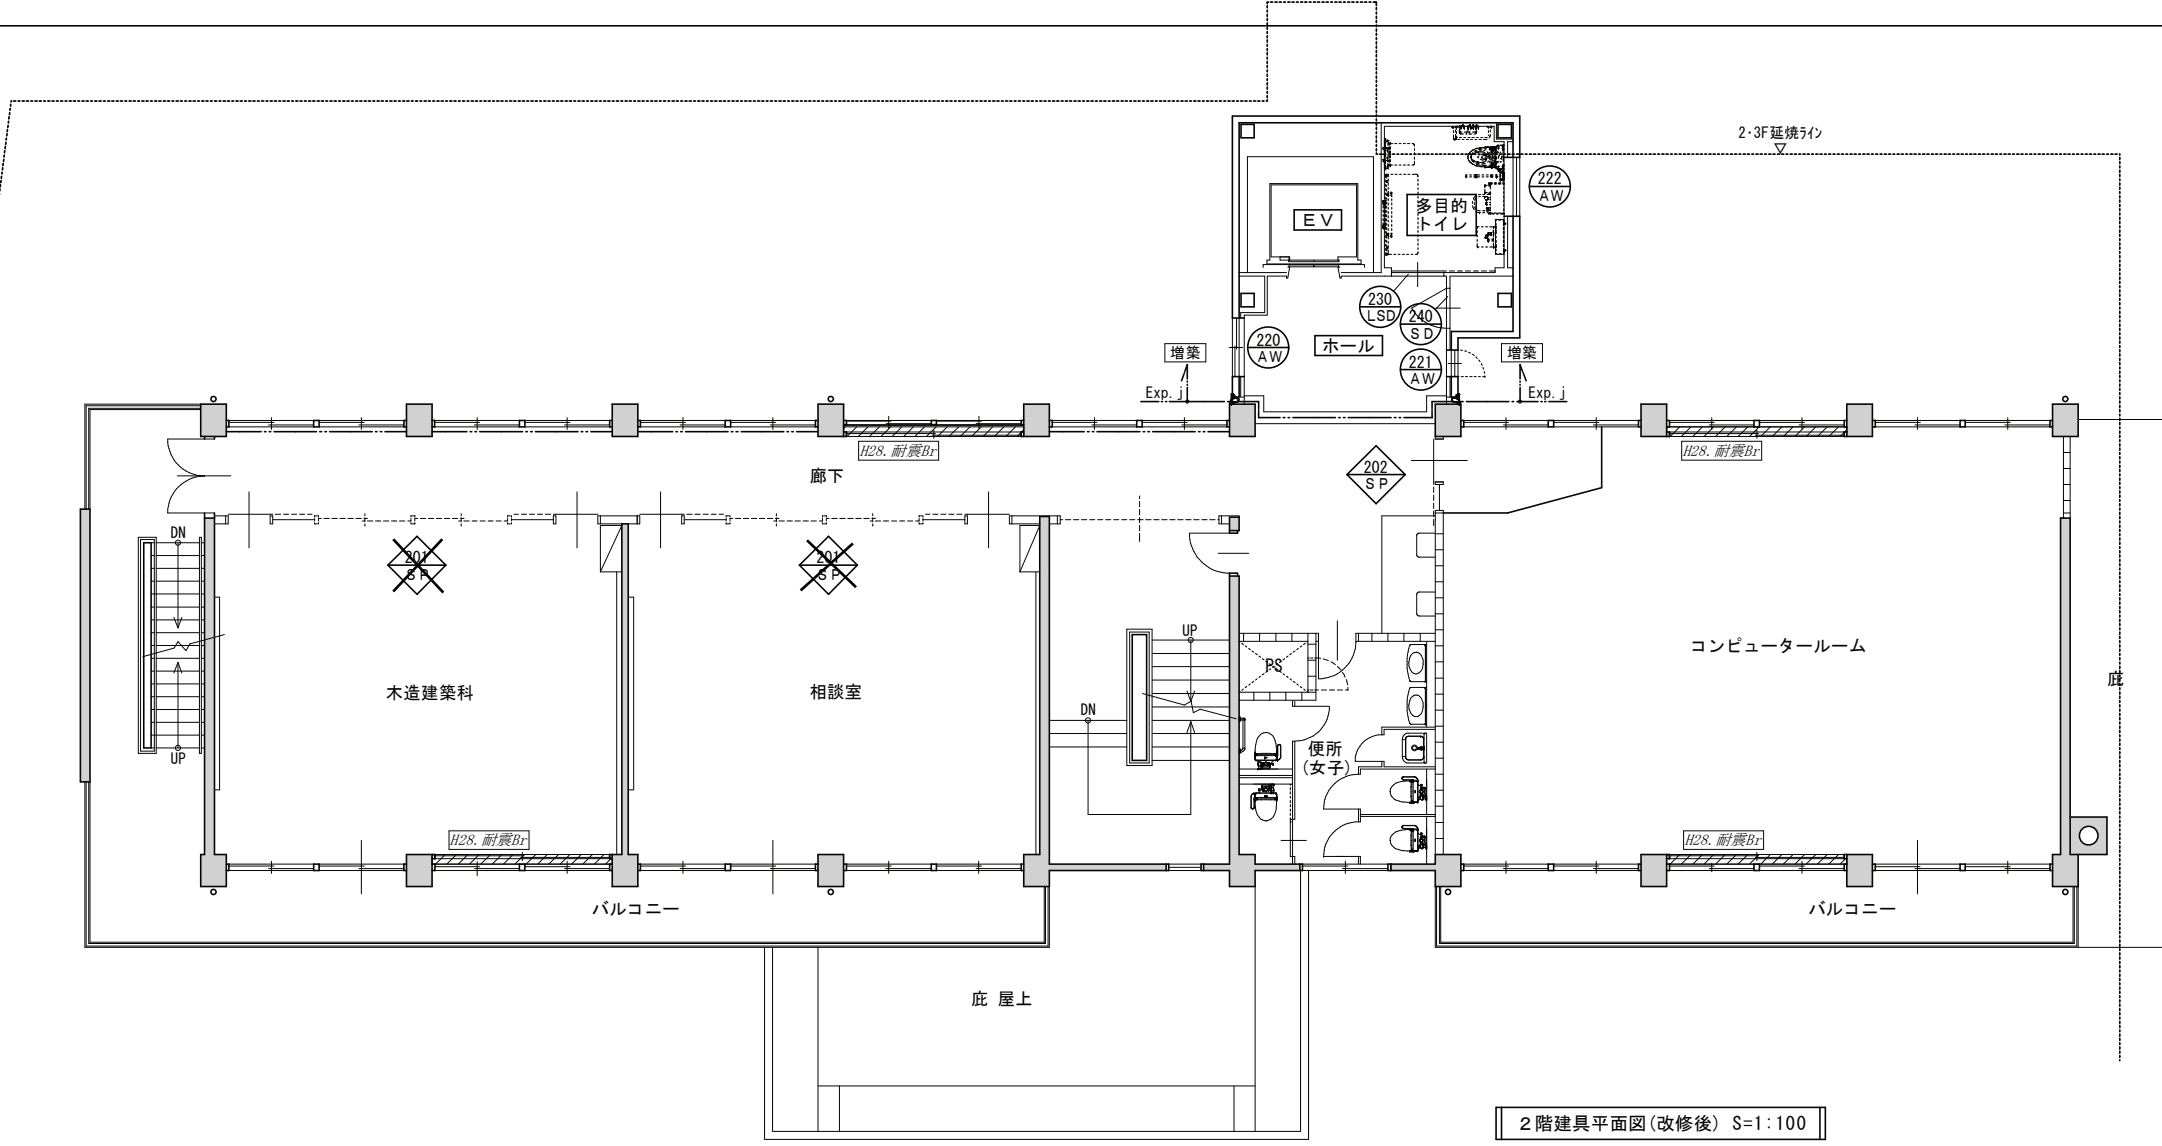 2・3F延焼ライン
222
AW
多目的
トイレ
EV
230
LSD
240
SD
220
AW
ホール
221
AW
増築
増築
Exp.j
Exp.j
H28.耐震Br
H28.耐震Br
廊下
202
SP
DN
201
SP
201
SP
UP
コンピュータールーム
PS
庇
木造建築科
相談室
DN
UP
便所
(女子)
H28.耐震Br
H28.耐震Br
バルコニー
バルコニー
庇 屋上
2階建具平面図(改修後) S=1:100